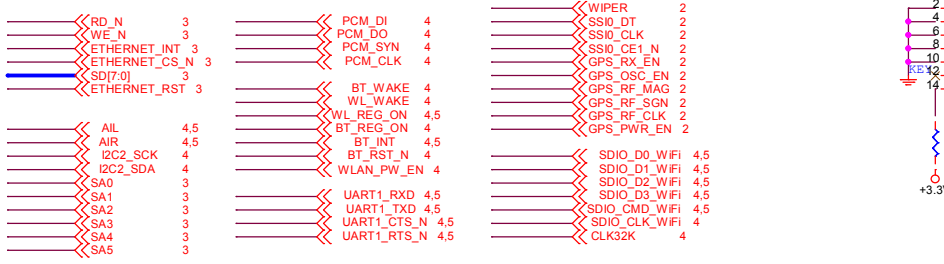 RD_N 3
WE_N 3
ETHERNET_INT 3
ETHERNET_CS_N 3
SD[7:0] 3
ETHERNET_RST 3
AIL 4,5
AIR 4,5
I2C2_SCK 4
I2C2_SDA 4
SA0 3
SA1 3
SA2 3
SA3 3
SA4 3
SA5 3
PCM_DI 4
PCM_DO 4
PCM_SYN 4
PCM_CLK 4
BT_WAKE 4
WL_WAKE 4
WL_REG_ON 4,5
BT_REG_ON 4
BT_INT 4,5
BT_RST_N 4
WLAN_PW_EN 4
UART1_RXD 4,5
UART1_TXD 4,5
UART1_CTS_N 4,5
UART1_RTS_N 4,5
WIPER 2
SSI0_DT 2
SSI0_CLK 2
SSI0_CE1_N 2
GPS_RX_EN 2
GPS_OSC_EN 2
GPS_RF_MAG 2
GPS_RF_SGN 2
GPS_RF_CLK 2
GPS_PWR_EN 2
SDIO_D0_WiFi 4,5
SDIO_D1_WiFi 4,5
SDIO_D2_WiFi 4,5
SDIO_D3_WiFi 4,5
SDIO_CMD_WiFi 4,5
SDIO_CLK_WiFi 4
CLK32K 4
2
4
6
8
10
KEY 12
14
+3.3